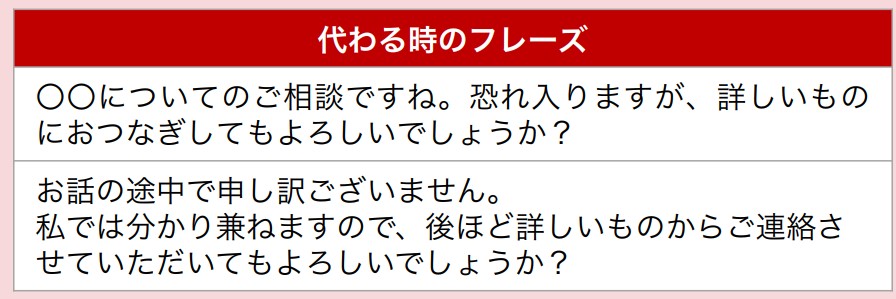 代わる時のフレーズ
〇〇についてのご相談ですね。恐れ入りますが、詳しいもの
におつなぎしてもよろしいでしょうか？
お話の途中で申し訳ございません。
私では分かり兼ねますので、後ほど詳しいものからご連絡さ
せていただいてもよろしいでしょうか？